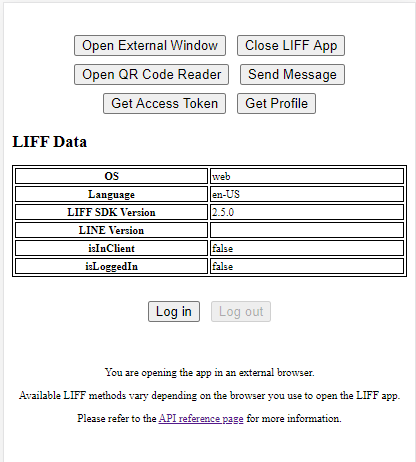 Open External Window Close LIFF App
Open QR Code Reader Send Message
Get Access Token Get Profile
LIFF Data
OS web
Language en-US
LIFF SDK Version 2.5.0
LINE Version
isInClient false
isLoggedIn false
Log in Log out
You are opening the app in an external browser.
Available LIFF methods vary depending on the browser you use to open the LIFF app.
Please refer to the API reference page for more information.